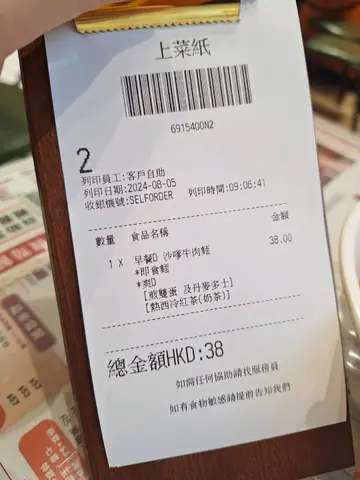 上菜紙
6915400N2
2
列印員工:客戶自助
列印日期:2024-08-05 列印時間:09:06:41
收銀機號:SELFORDER
數量 食品名稱 金額
1 X 早餐D 沙嗲牛肉蛙 38.00
*即食蛙
*爽D
[煎雙蛋 及丹麥多士]
[熱西冷紅茶(奶茶)]
總金額HKD:38
如需任何協助請找服務員
如有食物敏感請提前告知我們